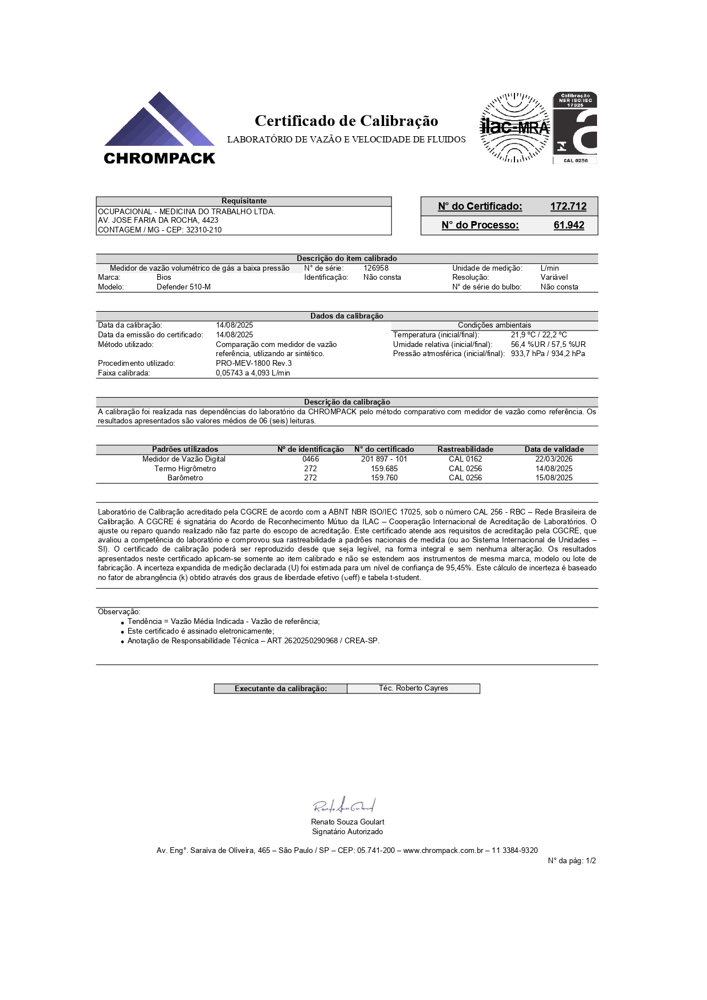 Certificado de Calibração
LABORATÓRIO DE VAZÃO E VELOCIDADE DE FLUIDOS
CHROMPACK
ilac-MRA
Calibração
NBR ISO/IEC
17025
CAL 0256
Requisitante
OCUPACIONAL - MEDICINA DO TRABALHO LTDA.
AV. JOSE FARIA DA ROCHA, 4423
CONTAGEM / MG - CEP: 32310-210
N° do Certificado: 172.712
N° do Processo: 61.942
Descrição do item calibrado
Medidor de vazão volumétrico de gás a baixa pressão N° de série: 126958 Unidade de medição: L/min
Marca: Bios Identificação: Não consta Resolução: Variável
Modelo: Defender 510-M N° de série do bulbo: Não consta
Dados da calibração
Data da calibração: 14/08/2025 Condições ambientais
Data da emissão do certificado: 14/08/2025 Temperatura (inicial/final): 21,9 ºC / 22,2 ºC
Método utilizado: Comparação com medidor de vazão Umidade relativa (inicial/final): 56,4 %UR / 57,5 %UR
referência, utilizando ar sintético. Pressão atmosférica (inicial/final): 933,7 hPa / 934,2 hPa
Procedimento utilizado: PRO-MEV-1800 Rev.3
Faixa calibrada: 0,05743 a 4,093 L/min
Descrição da calibração
A calibração foi realizada nas dependências do laboratório da CHROMPACK pelo método comparativo com medidor de vazão como referência. Os
resultados apresentados são valores médios de 06 (seis) leituras.
Padrões utilizados Nº de identificação N° do certificado Rastreabilidade Data de validade
Medidor de Vazão Digital 0466 201 897 - 101 CAL 0162 22/03/2026
Termo Higrômetro 272 159.685 CAL 0256 14/08/2025
Barômetro 272 159.760 CAL 0256 15/08/2025
Laboratório de Calibração acreditado pela CGCRE de acordo com a ABNT NBR ISO/IEC 17025, sob o número CAL 256 - RBC – Rede Brasileira de
Calibração. A CGCRE é signatária do Acordo de Reconhecimento Mútuo da ILAC – Cooperação Internacional de Acreditação de Laboratórios. O
ajuste ou reparo quando realizado não faz parte do escopo de acreditação. Este certificado atende aos requisitos de acreditação pela CGCRE, que
avaliou a competência do laboratório e comprovou sua rastreabilidade a padrões nacionais de medida (ou ao Sistema Internacional de Unidades –
SI). O certificado de calibração poderá ser reproduzido desde que seja legível, na forma integral e sem nenhuma alteração. Os resultados
apresentados neste certificado aplicam-se somente ao item calibrado e não se estendem aos instrumentos de mesma marca, modelo ou lote de
fabricação. A incerteza expandida de medição declarada (U) foi estimada para um nível de confiança de 95,45%. Este cálculo de incerteza é baseado
no fator de abrangência (k) obtido através dos graus de liberdade efetivo (υeff) e tabela t-student.
Observação:
• Tendência = Vazão Média Indicada - Vazão de referência;
• Este certificado é assinado eletronicamente;
• Anotação de Responsabilidade Técnica – ART 2620250290968 / CREA-SP.
Executante da calibração: Téc. Roberto Cayres
Renato Souza Goulart
Signatário Autorizado
Av. Eng°. Saraiva de Oliveira, 465 – São Paulo / SP – CEP: 05.741-200 – www.chrompack.com.br – 11 3384-9320
N° da pág: 1/2